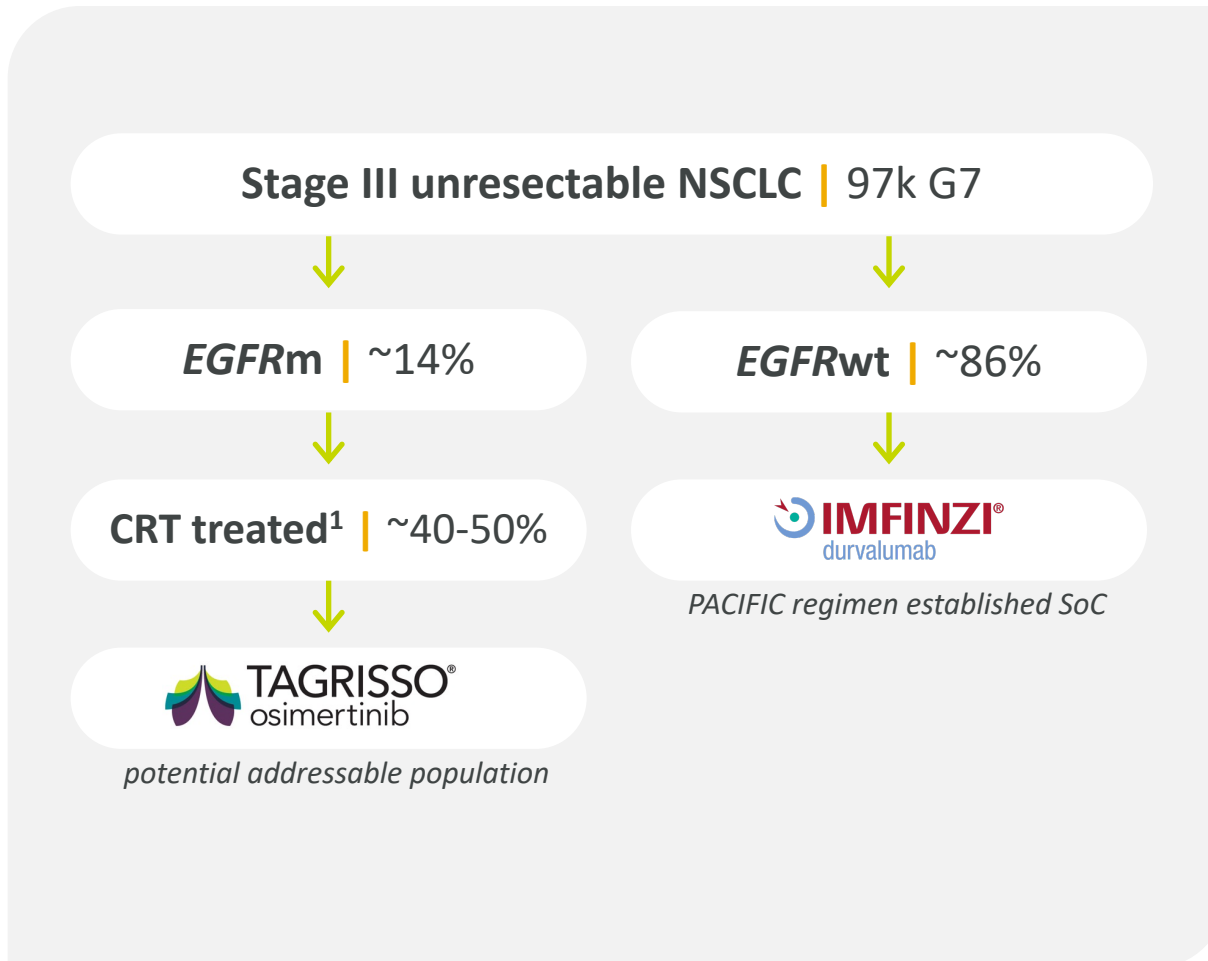 Stage III unresectable NSCLC | 97k G7
EGFRm | ~14%
CRT treated¹ | ~40-50%
TAGRISSO®
osimertinib
potential addressable population
EGFRwt | ~86%
IMFINZI®
durvalumab
PACIFIC regimen established SoC